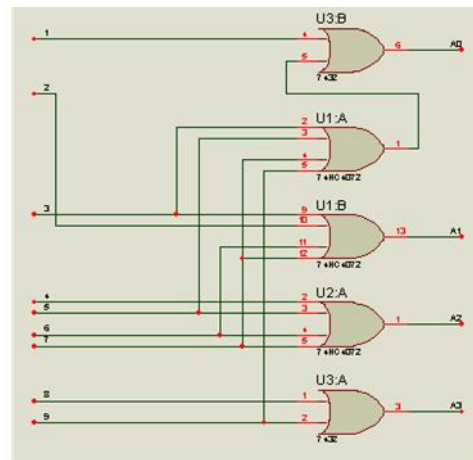 U3:B
1 4 6 A0
5
7432
2
U1:A
2
3
4 1
5
74HC4072
U1:B
3 9
10
11 13 A1
12
74HC4072
U2:A
4 2
5 3 1 A2
6 4
7 5
74HC4072
U3:A
8 1
3 A3
9 2
7432